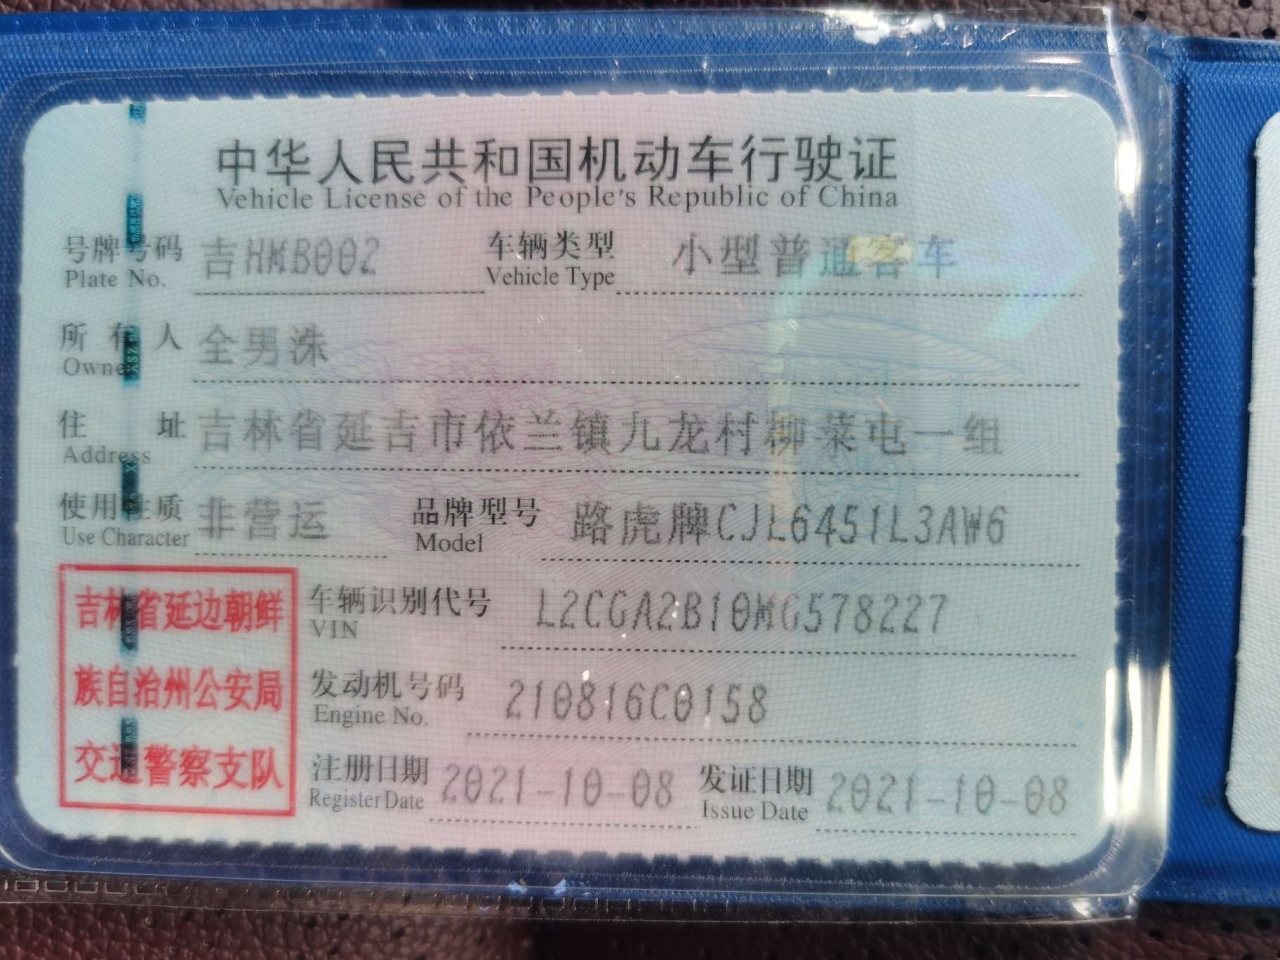 中华人民共和国机动车行驶证
Vehicle License of the People's Republic of China
号牌号码 吉HMB002 车辆类型 小型普通客车
Plate No. Vehicle Type
所有人 全男洙
Owner
住址 吉林省延吉市依兰镇九龙村柳菜屯一组
Address
使用性质 非营运 品牌型号 路虎牌CJL6451L3AW6
Use Character Model
吉林省延边朝鲜
族自治州公安局
交通警察支队
车辆识别代号 L2CGA2B10MG578227
VIN
发动机号码 210816C0158
Engine No.
注册日期 2021-10-08 发证日期 2021-10-08
Register Date Issue Date